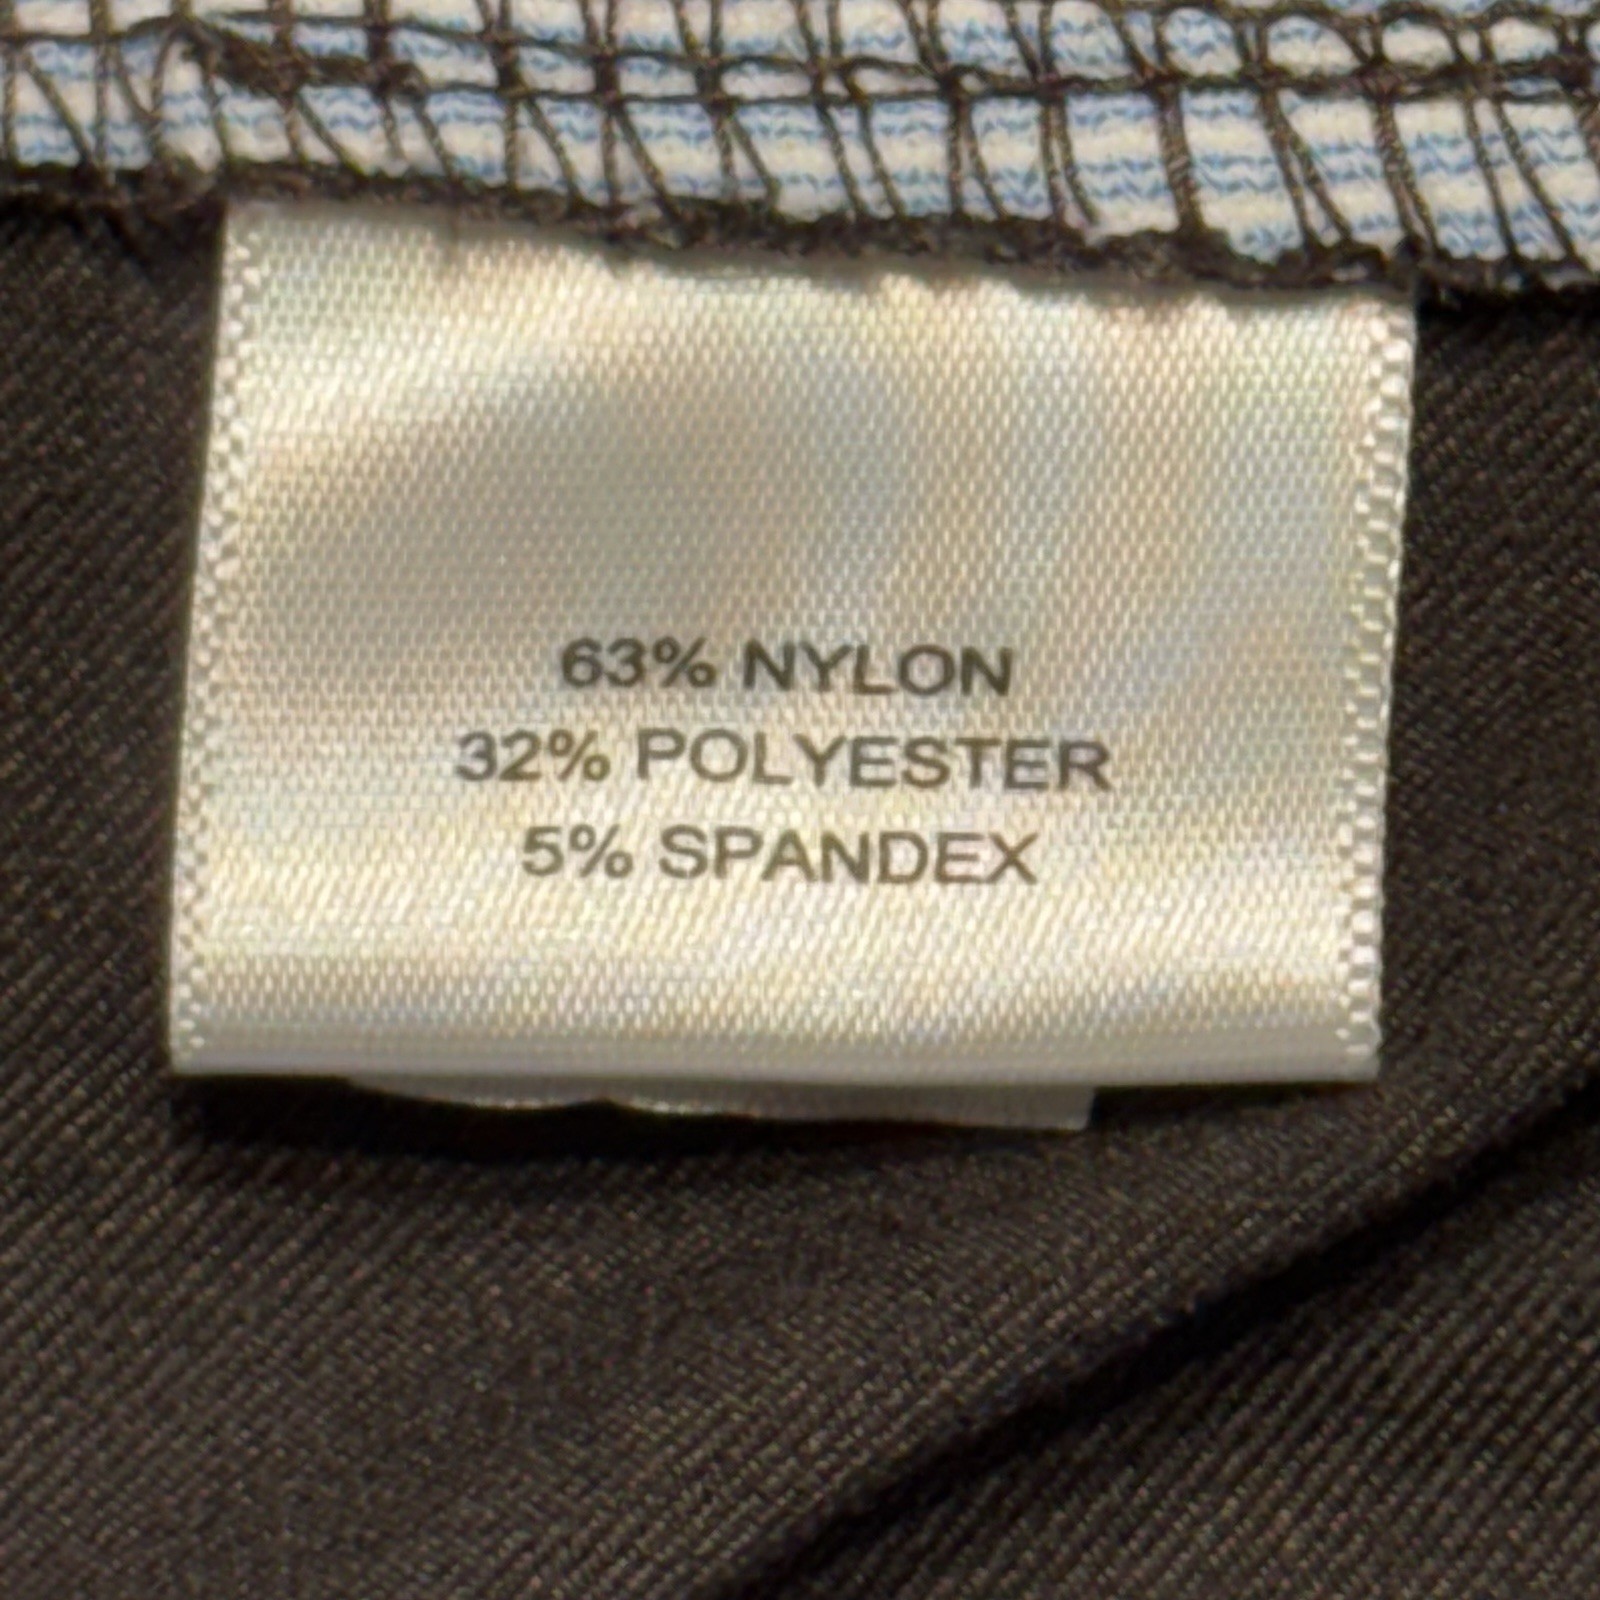 63% NYLON
32% POLYESTER
5% SPANDEX